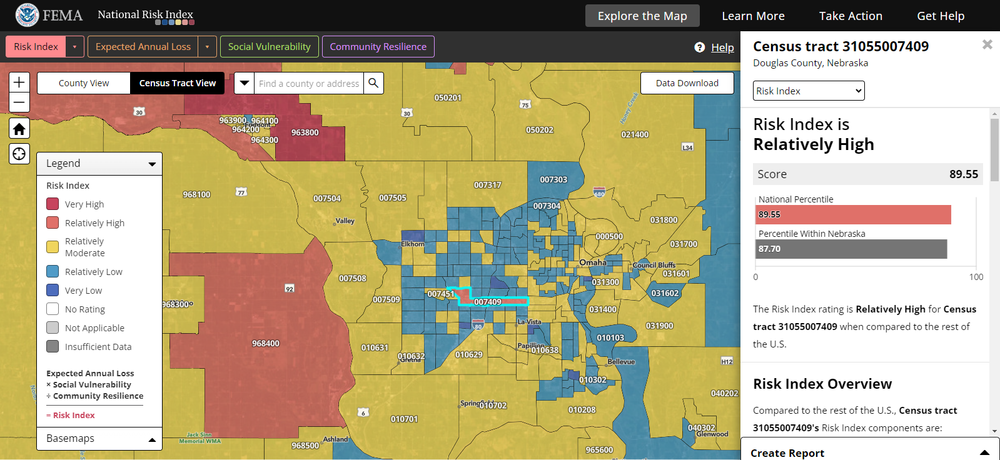 FEMA
National Risk Index
Explore the Map
Learn More
Take Action
Get Help
Risk Index
Expected Annual Loss
Social Vulnerability
Community Resilience
? Help
County View
Census Tract View
Find a county or address
Data Download
Legend
Risk Index
Very High
Relatively High
Relatively
Moderate
Relatively Low
Very Low
No Rating
Not Applicable
Insufficient Data
Expected Annual Loss
× Social Vulnerability
÷ Community Resilience
= Risk Index
Basemaps
050201
30
30
75
Honey Creek
963900
964100
964200
964300
963800
050202
021400
L34
968100
77
007504
007505
007317
007303
680
007304
Valley
031800
Elkhorn
000500
031700
Omaha
Council Bluffs
031601
007508
031300
92
007451
031602
007509
007409
968300
031400
80
La Vista
031900
968400
010103
010631
Papillion
010638
010632
010629
Gretna
Bellevue
H12
010302
040202
Springfield
010702
6
010701
010208
040302
Glenwood
Jack Sinn
Memorial WMA
Ashland
968500
965600
Census tract 31055007409
Douglas County, Nebraska
Risk Index
Risk Index is
Relatively High
Score 89.55
National Percentile
89.55
Percentile Within Nebraska
87.70
0 100
The Risk Index rating is Relatively High for Census
tract 31055007409 when compared to the rest of
the U.S.
Risk Index Overview
Compared to the rest of the U.S., Census tract
31055007409's Risk Index components are:
Create Report